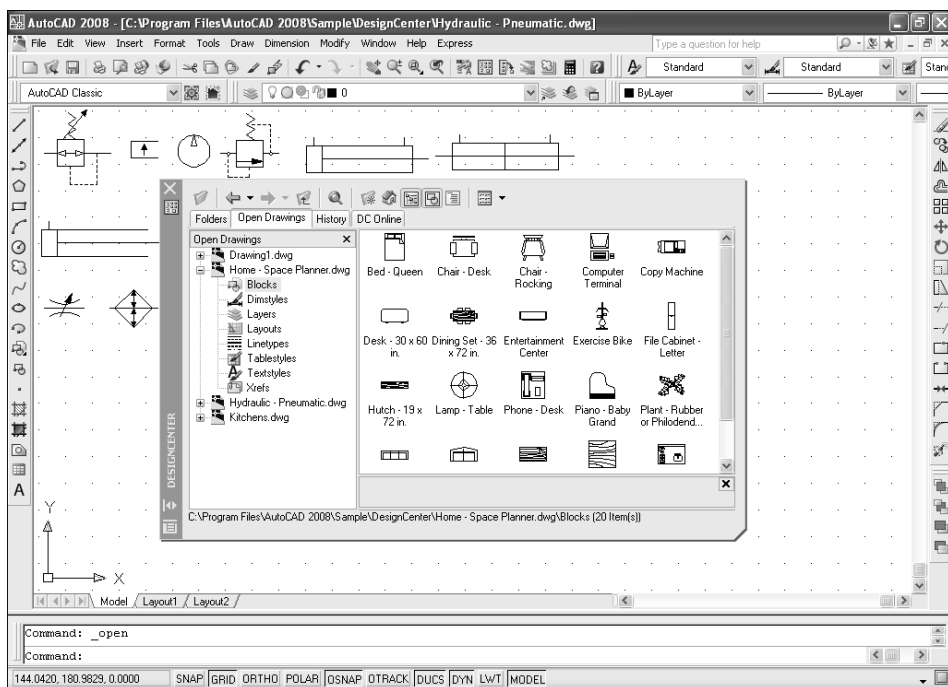 AutoCAD 2008 - [C:\Program Files\AutoCAD 2008\Sample\DesignCenter\Hydraulic - Pneumatic.dwg]
File Edit View Insert Format Tools Draw Dimension Modify Window Help Express Type a question for help
A Standard Standard Stan
AutoCAD Classic 0 ByLayer ByLayer
Folders Open Drawings History DC Online
Open Drawings
Drawing1.dwg
Home - Space Planner.dwg
Blocks
Dimstyles
Layers
Layouts
Linetypes
Tablestyles
Textstyles
Xrefs
Hydraulic - Pneumatic.dwg
Kitchens.dwg
Bed - Queen Chair - Desk Chair - Rocking Computer Terminal Copy Machine
Desk - 30 x 60 in. Dining Set - 36 x 72 in. Entertainment Center Exercise Bike File Cabinet - Letter
Hutch - 19 x 72 in. Lamp - Table Phone - Desk Piano - Baby Grand Plant - Rubber or Philodend...
DESIGNCENTER
C:\Program Files\AutoCAD 2008\Sample\DesignCenter\Home - Space Planner.dwg\Blocks (20 Item(s))
A
Y
X
Model Layout1 Layout2
Command: _open
Command:
144.0420, 180.9829, 0.0000 SNAP GRID ORTHO POLAR OSNAP OTRACK DUCS DYN LWT MODEL